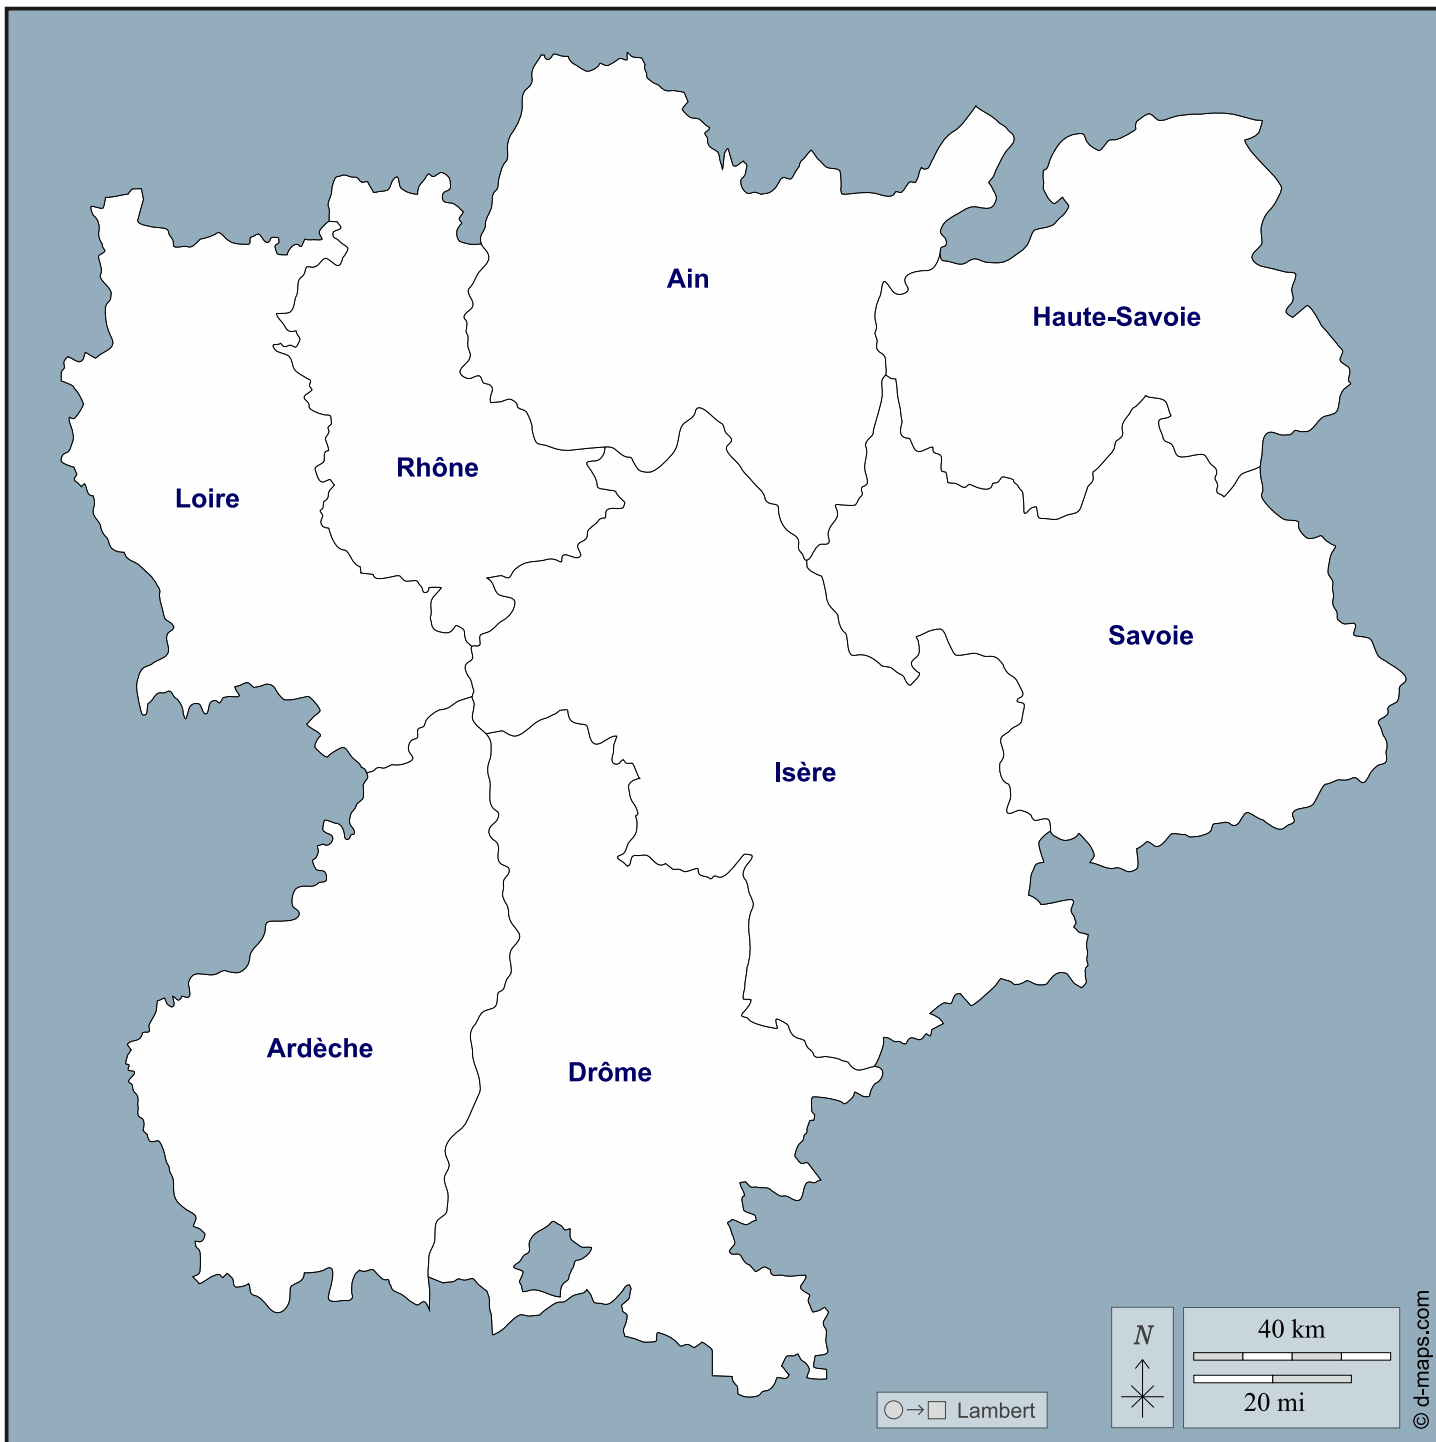 Ain
Haute-Savoie
Rhône
Loire
Savoie
Isère
Ardèche
Drôme
N
40 km
20 mi
Lambert
© d-maps.com